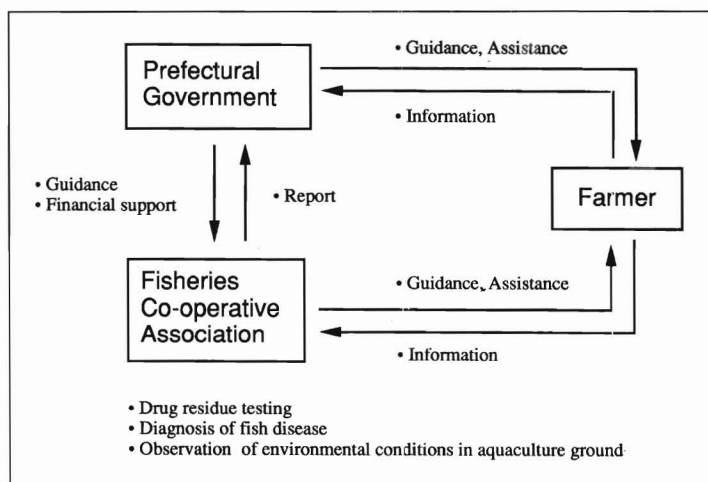 • Guidance, Assistance
Prefectural
Government
• Information
• Guidance
• Financial support
• Report
Farmer
Fisheries
Co-operative
Association
• Guidance, Assistance
• Information
• Drug residue testing
• Diagnosis of fish disease
• Observation of environmental conditions in aquaculture ground